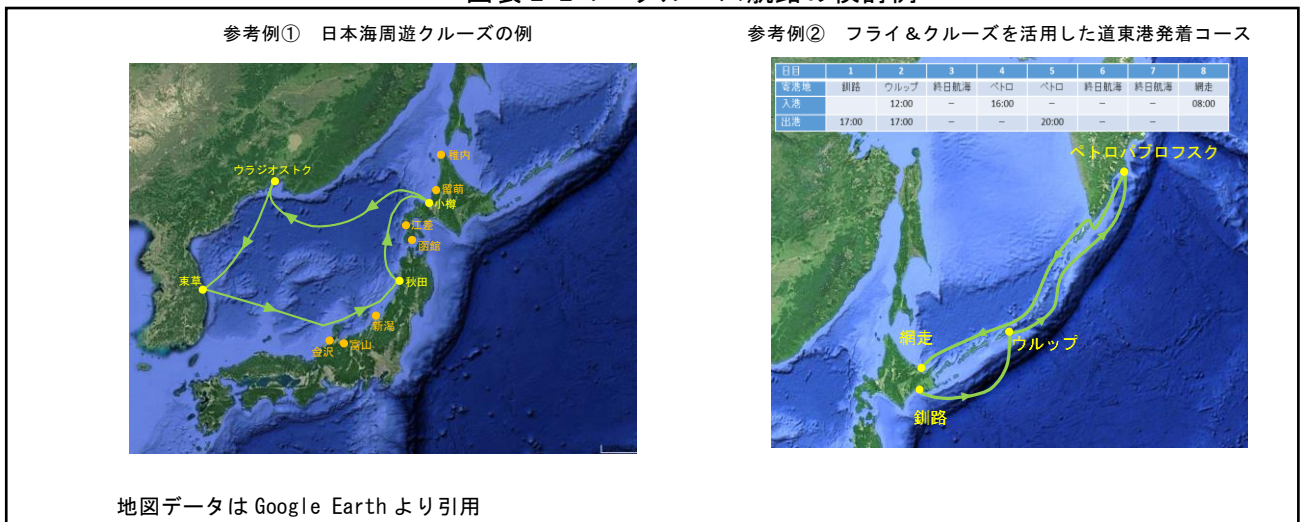 参考例① 日本海周遊クルーズの例
参考例② フライ&クルーズを活用した道東港発着コース
稚内
ウラジオストク
留萌
小樽
江差
函館
束草
秋田
新潟
金沢
富山
日目 1 2 3 4 5 6 7 8
寄港地 釧路 ウルップ 終日航海 ペトロ ペトロ 終日航海 終日航海 網走
入港 12:00 － 16:00 － － － 08:00
出港 17:00 17:00 － － 20:00 － －
ペトロパブロフスク
網走
ウルップ
釧路
地図データは Google Earth より引用